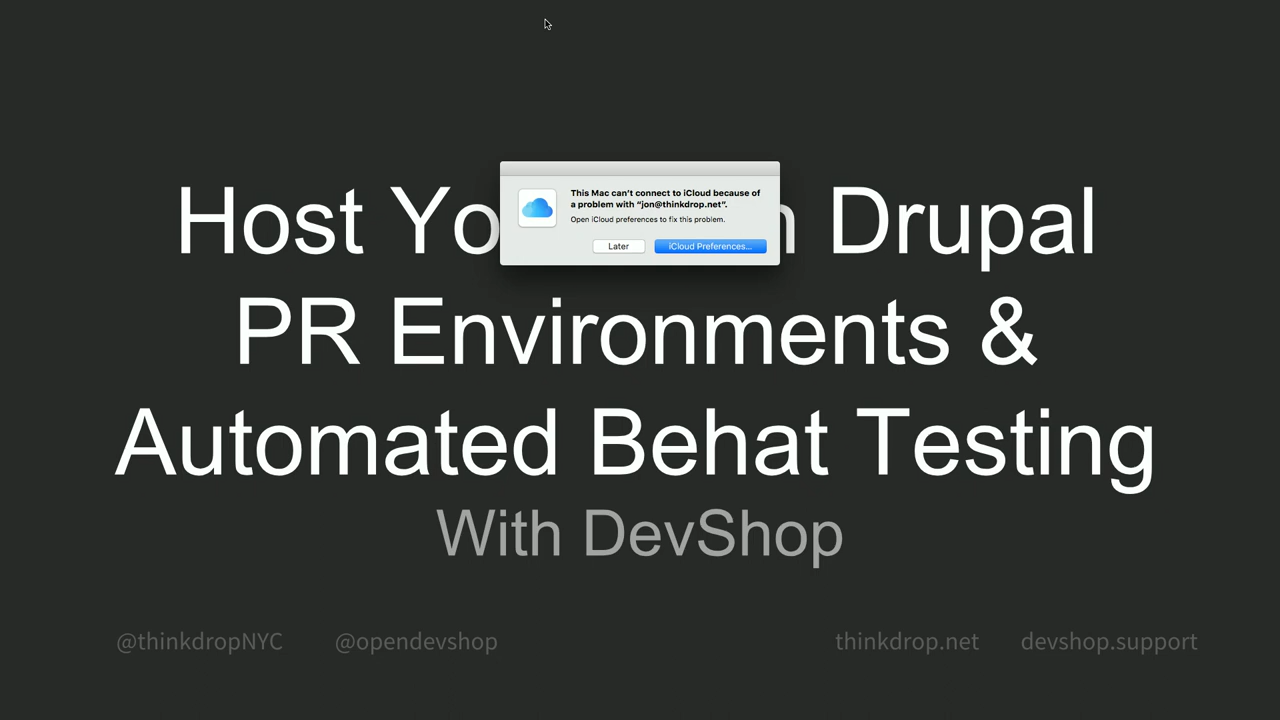 Host Yo
n Drupal
This Mac can't connect to iCloud because of
a problem with “jon@thinkdrop.net”.
Open iCloud preferences to fix this problem.
Later
iCloud Preferences...
PR Environments &
Automated Behat Testing
With DevShop
@thinkdropNYC
@opendevshop
thinkdrop.net
devshop.support